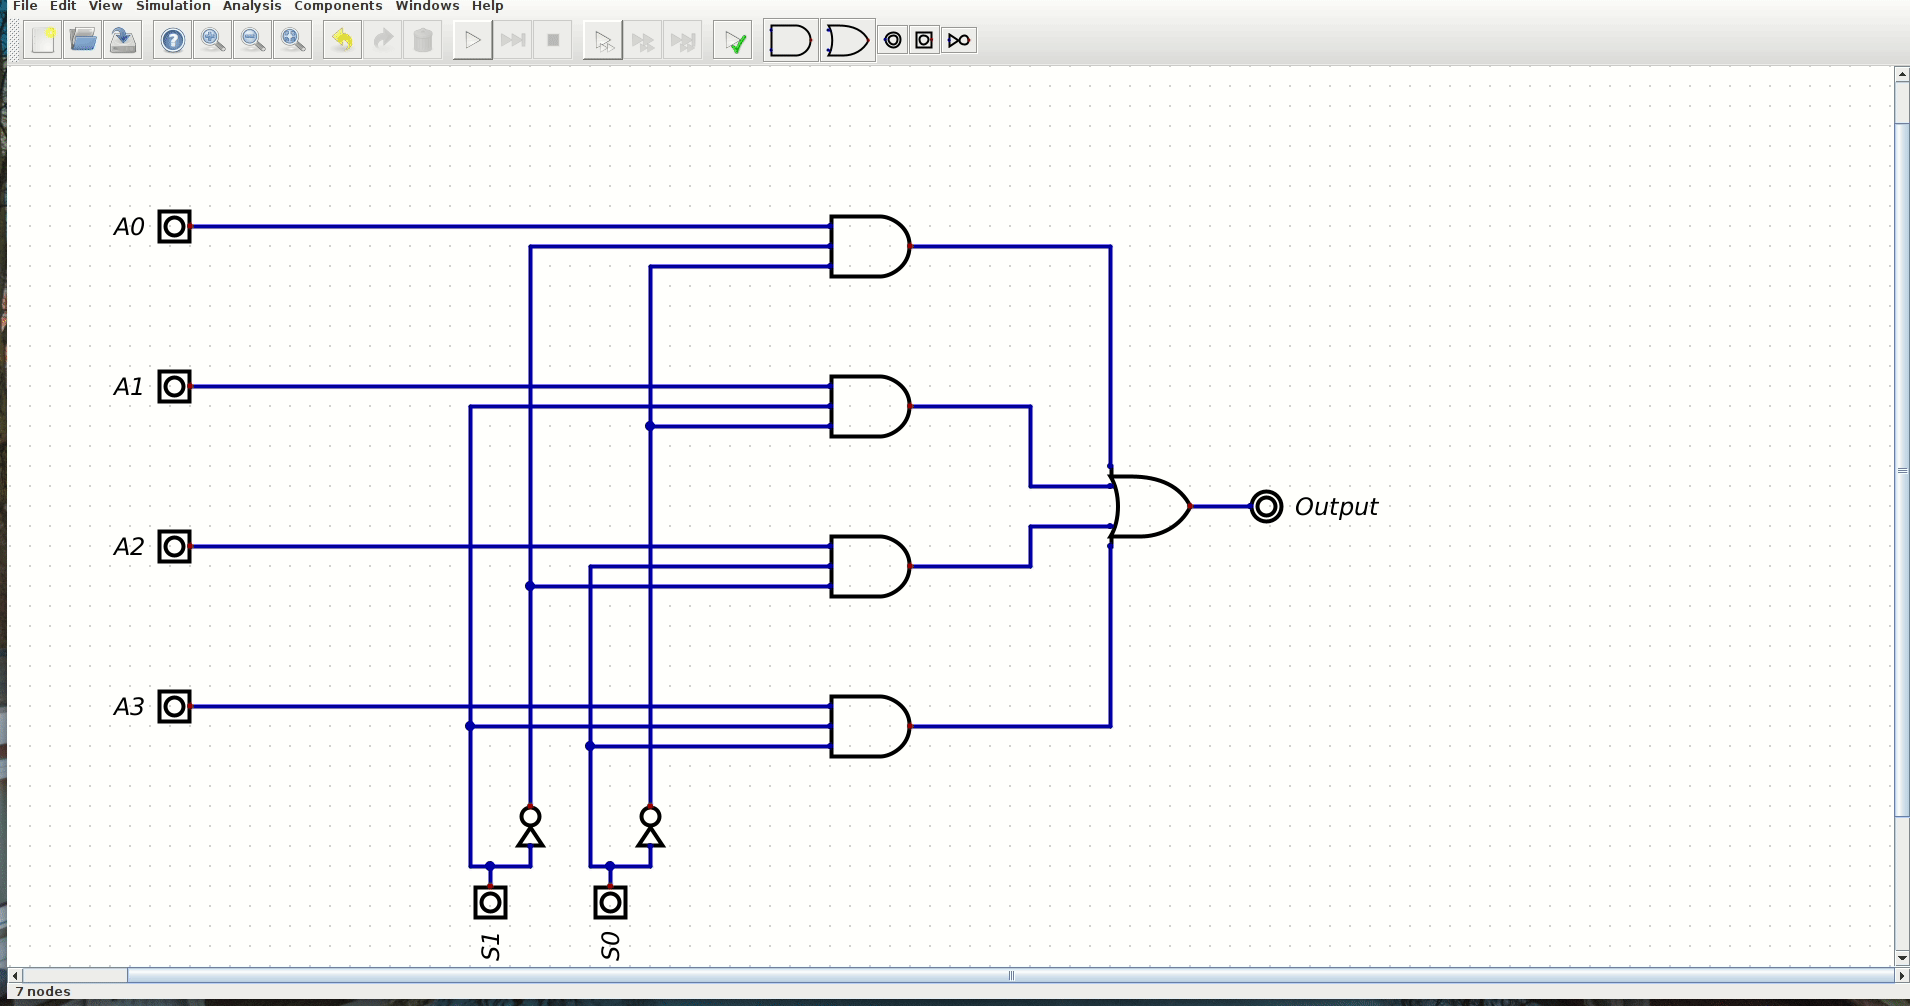 File Edit View Simulation Analysis Components Windows Help
A0
A1
A2
A3
Output
S1
S0
7 nodes